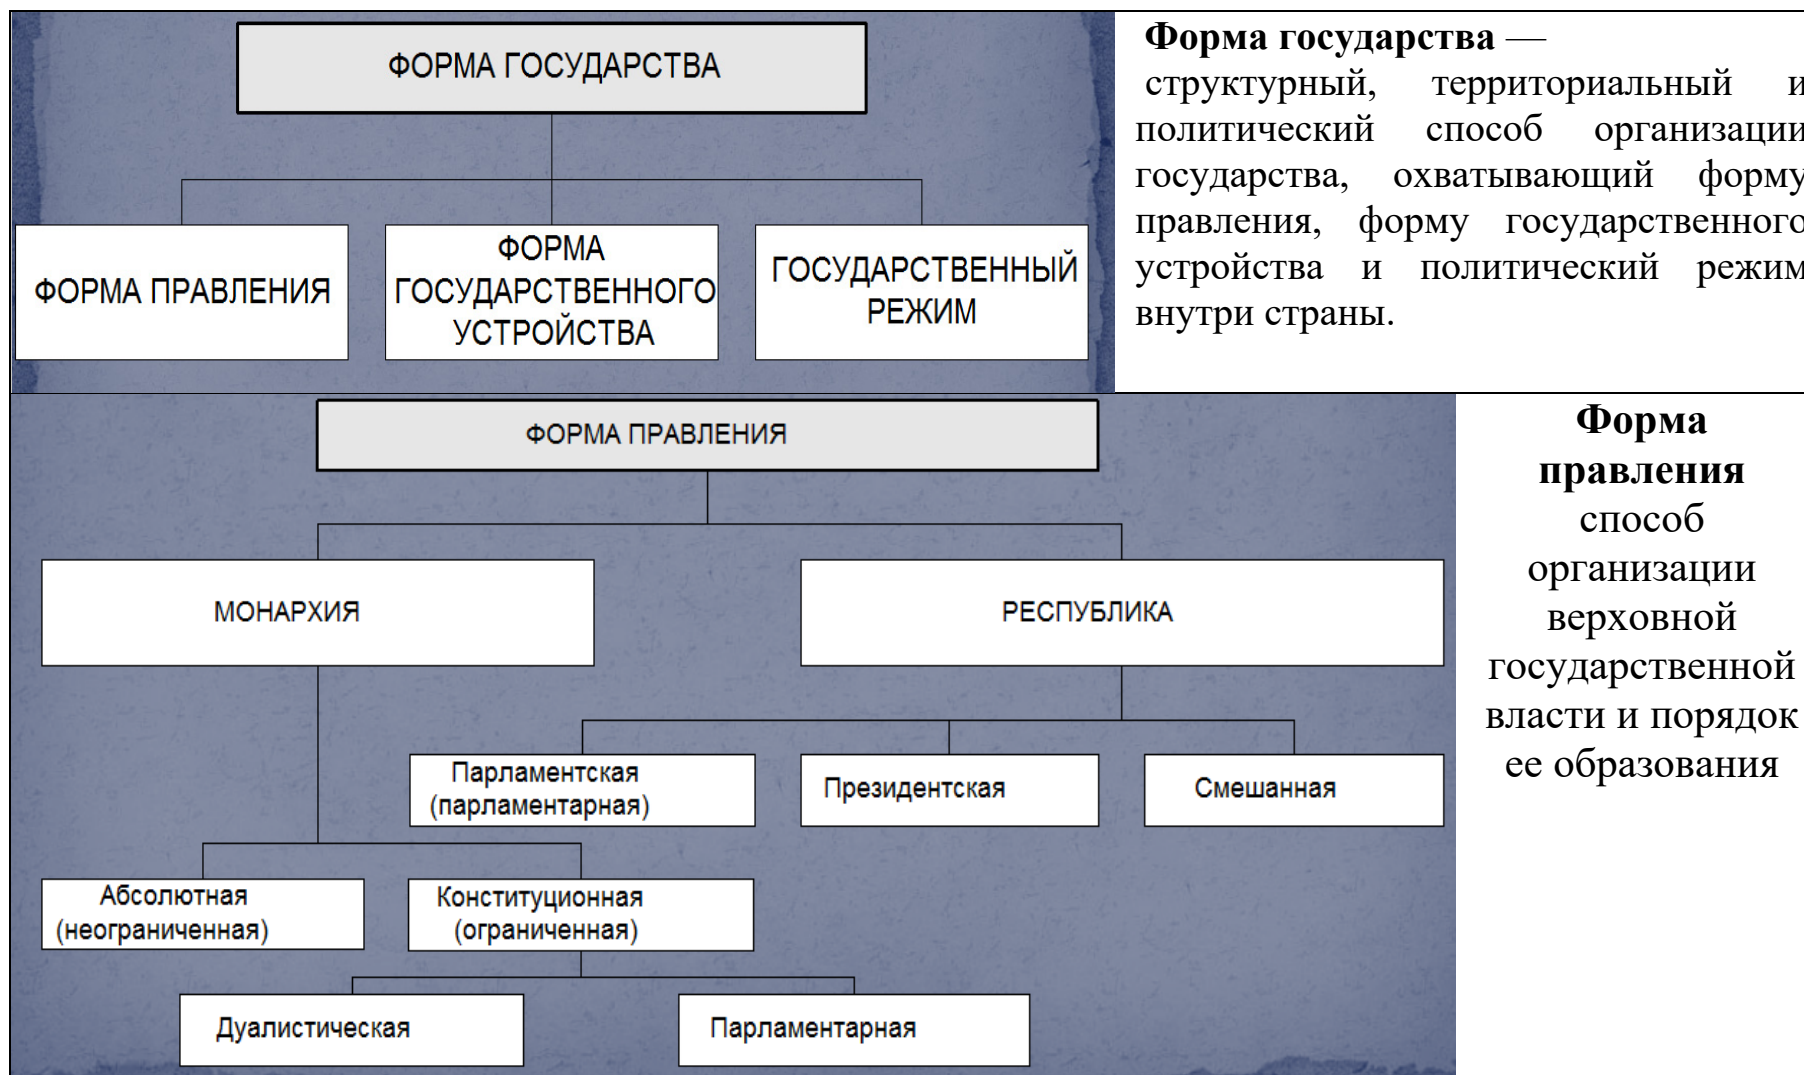 ФОРМА ГОСУДАРСТВА
ФОРМА ПРАВЛЕНИЯ
ФОРМА
ГОСУДАРСТВЕННОГО
УСТРОЙСТВА
ГОСУДАРСТВЕННЫЙ
РЕЖИМ
Форма государства —
структурный, территориальный и
политический способ организации
государства, охватывающий форму
правления, форму государственного
устройства и политический режим
внутри страны.
ФОРМА ПРАВЛЕНИЯ
МОНАРХИЯ
РЕСПУБЛИКА
Парламентская
(парламентарная)
Президентская
Смешанная
Абсолютная
(неограниченная)
Конституционная
(ограниченная)
Дуалистическая
Парламентарная
Форма
правления
способ
организации
верховной
государственной
власти и порядок
ее образования